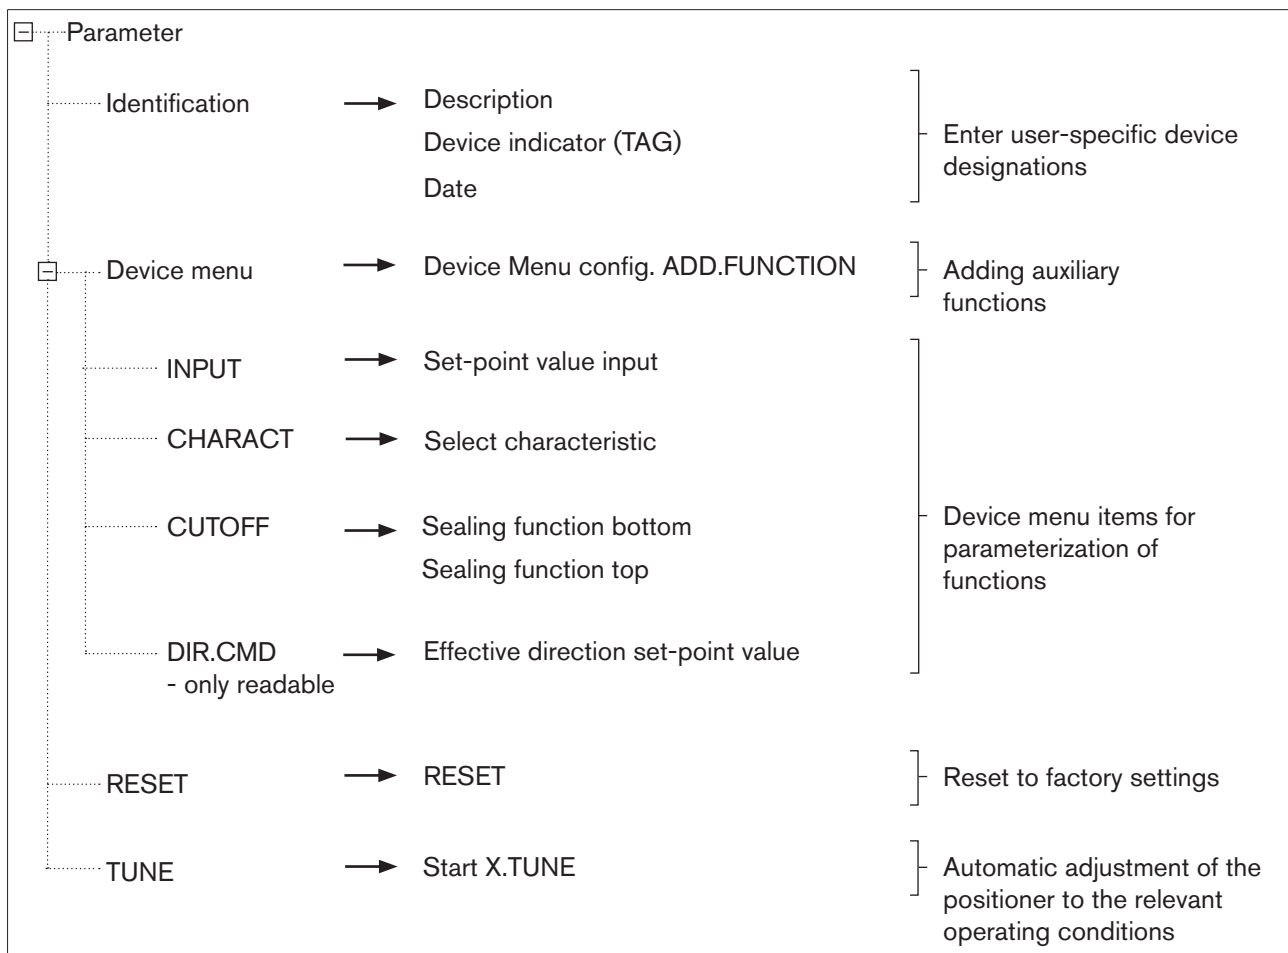 Parameter
Identification
Description
Device indicator (TAG)
Date
Enter user-specific device
designations
Device menu
Device Menu config. ADD.FUNCTION
Adding auxiliary
functions
INPUT
Set-point value input
CHARACT
Select characteristic
CUTOFF
Sealing function bottom
Sealing function top
Device menu items for
parameterization of
functions
DIR.CMD
- only readable
Effective direction set-point value
RESET
RESET
Reset to factory settings
TUNE
Start X.TUNE
Automatic adjustment of the
positioner to the relevant
operating conditions